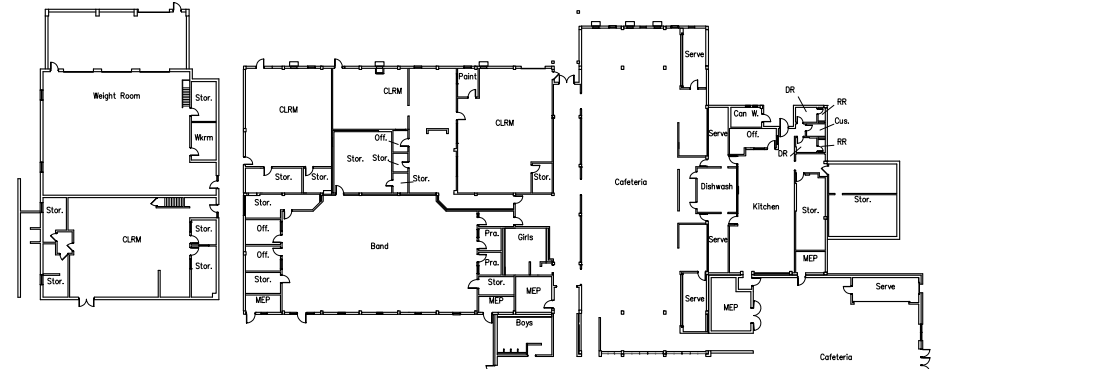 Weight Room
Stor.
Wkrm
Stor.
CLRM
Stor.
Stor.
Stor.
CLRM
CLRM
Paint
CLRM
Off.
Stor.
Stor.
Stor.
Stor.
Stor.
Stor.
Stor.
Off.
Off.
Stor.
MEP
Band
Pra.
Pra.
Girls
Stor.
MEP
MEP
Boys
Cafeteria
Serve
DR
RR
Can W.
Cus.
Serve
Off.
RR
DR
Dishwash
Kitchen
Stor.
Stor.
Serve
MEP
Serve
MEP
Serve
Cafeteria